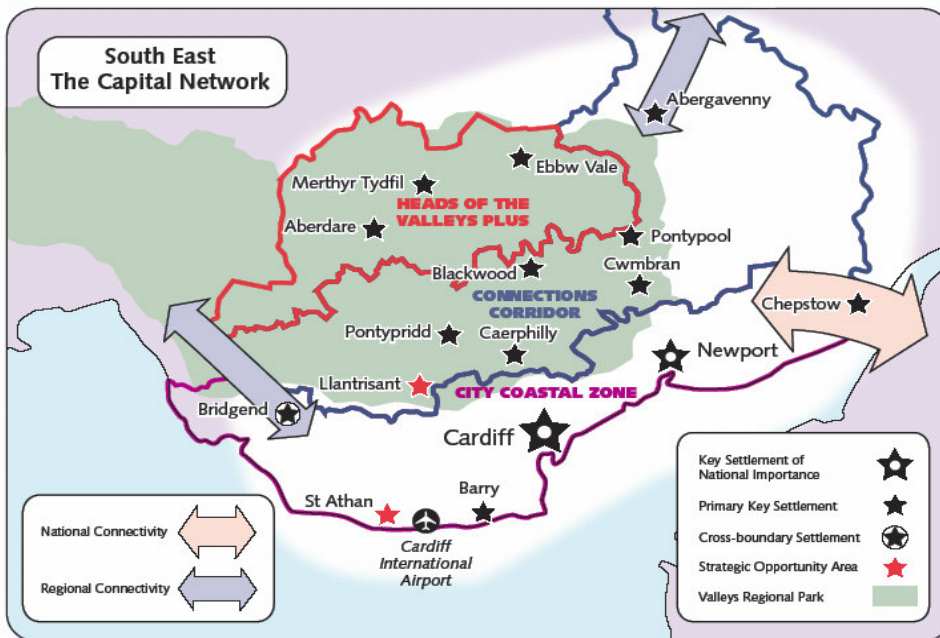 South East
The Capital Network
Abergavenny
Ebbw Vale
Merthyr Tydfil
HEADS OF THE
VALLEYS PLUS
Aberdare
Pontypool
Blackwood
Cwmbran
CONNECTIONS
CORRIDOR
Chepstow
Pontypridd
Caerphilly
Newport
Llantrisant
CITY COASTAL ZONE
Bridgend
Cardiff
St Athan
Barry
Cardiff
International
Airport
National Connectivity
Regional Connectivity
Key Settlement of
National Importance
Primary Key Settlement
Cross-boundary Settlement
Strategic Opportunity Area
Valleys Regional Park